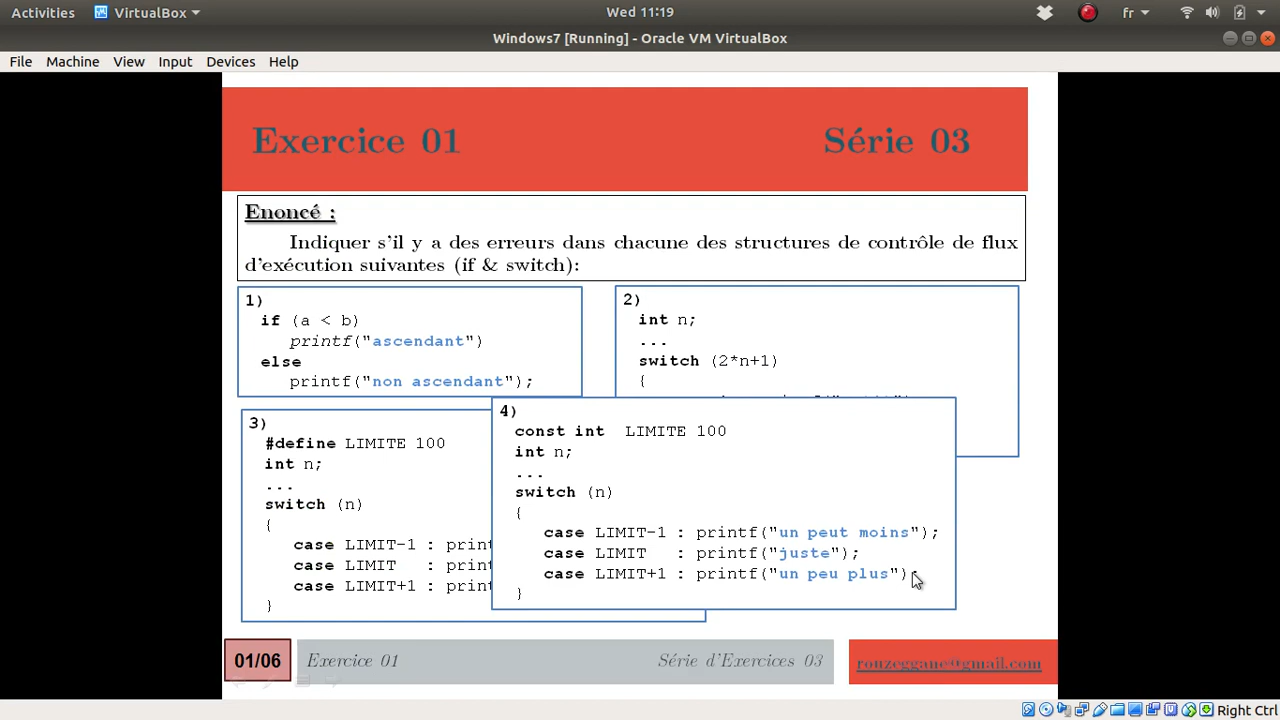 Activities VirtualBox Wed 11:19 fr
Windows7 [Running] - Oracle VM VirtualBox
File Machine View Input Devices Help
Exercice 01 Série 03
Enoncé :
Indiquer s'il y a des erreurs dans chacune des structures de contrôle de flux
d'exécution suivantes (if & switch):
1)
if (a < b)
printf("ascendant")
else
printf("non ascendant");
2)
int n;
...
switch (2*n+1)
{
3)
#define LIMITE 100
int n;
...
switch (n)
{
case LIMIT-1 : print
case LIMIT : print
case LIMIT+1 : print
}
4)
const int LIMITE 100
int n;
...
switch (n)
{
case LIMIT-1 : printf("un peut moins");
case LIMIT : printf("juste");
case LIMIT+1 : printf("un peu plus");
}
01/06 Exercice 01 Série d'Exercices 03 rouzeggane@gmail.com
Right Ctrl